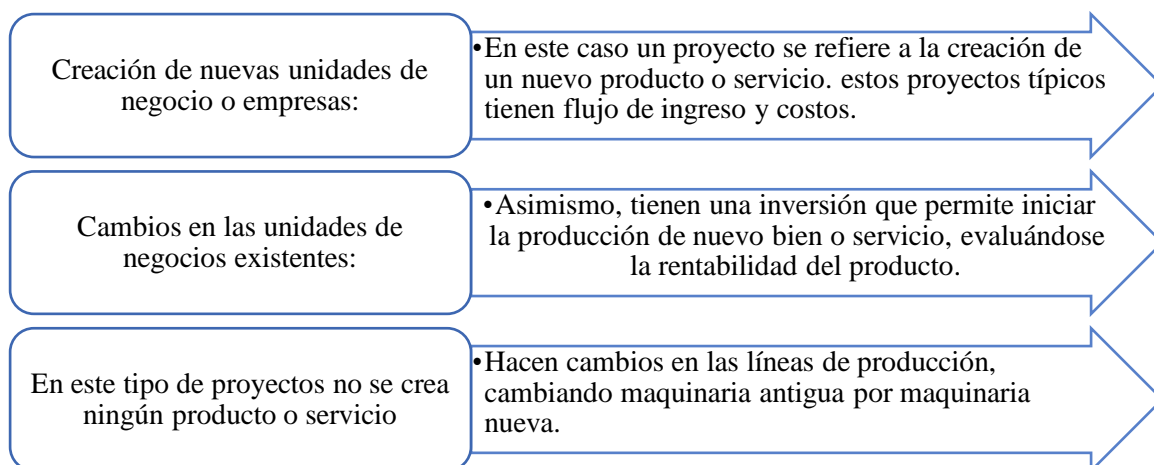 Creación de nuevas unidades de
negocio o empresas:
•En este caso un proyecto se refiere a la creación de
un nuevo producto o servicio. estos proyectos típicos
tienen flujo de ingreso y costos.
Cambios en las unidades de
negocios existentes:
•Asimismo, tienen una inversión que permite iniciar
la producción de nuevo bien o servicio, evaluándose
la rentabilidad del producto.
En este tipo de proyectos no se crea
ningún producto o servicio
•Hacen cambios en las líneas de producción,
cambiando maquinaria antigua por maquinaria
nueva.